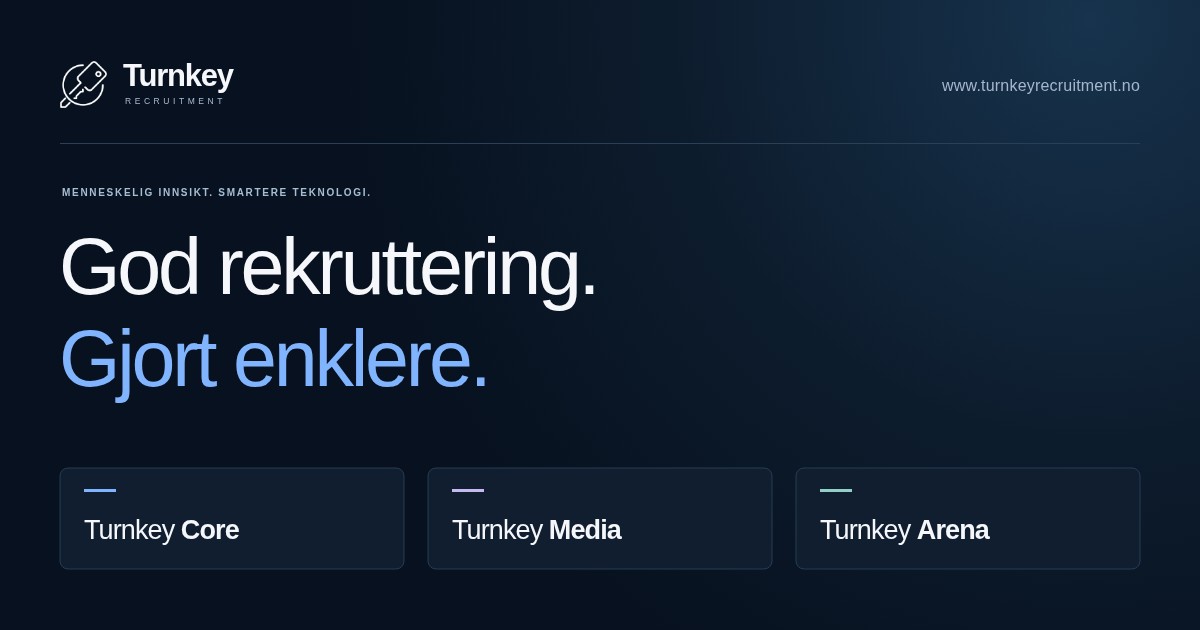 Turnkey
RECRUITMENT
www.turnkeyrecruitment.no
MENNESKELIG INNSIKT. SMARTERE TEKNOLOGI.
God rekruttering.
Gjort enklere.
Turnkey Core
Turnkey Media
Turnkey Arena